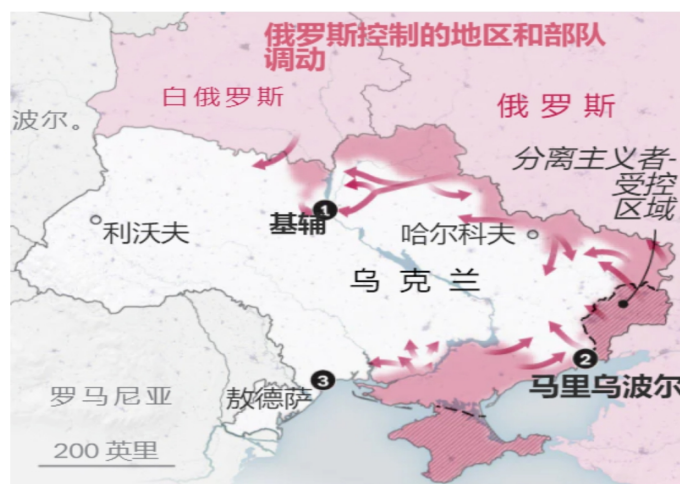 俄罗斯控制的地区和部队
调动
白俄罗斯
俄罗斯
波尔。
分离主义者-
受控
区域
1
基辅
利沃夫
哈尔科夫
乌克兰
2
马里乌波尔
3
敖德萨
罗马尼亚
200 英里